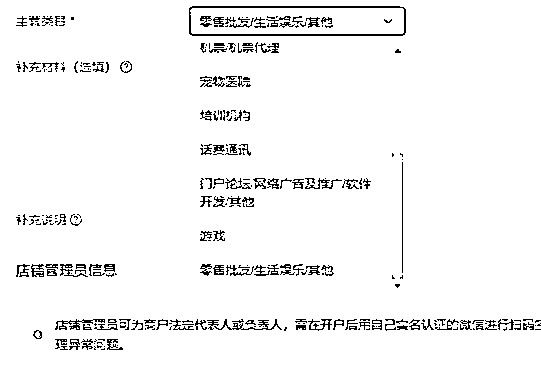 主营类目 *
零售批发/生活娱乐/其他
机票/机票代理
补充材料（选填）
宠物医院
培训机构
话费通讯
门户论坛/网络广告及推广/软件
开发/其他
补充说明
游戏
店铺管理员信息
零售批发/生活娱乐/其他
店铺管理员可为商户法定代表人或负责人，需在开户后用自己实名认证的微信进行扫码
理异常问题。